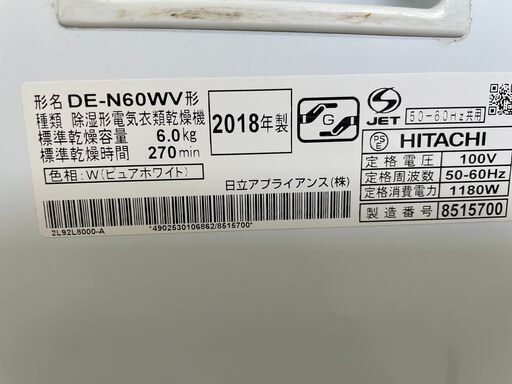 形名 DE-N60WV形
種類 除湿形電気衣類乾燥機
標準乾燥容量 6.0kg
標準乾燥時間 270min
色相:W(ピュアホワイト)
2018年製
G
S
JET
50-60Hz共用
PS
E
HITACHI
定格電圧 100V
定格周波数 50-60Hz
定格消費電力 1180W
製造番号 8515700
日立アプライアンス(株)
*4902530106862/8515700*
2L92L8000-A